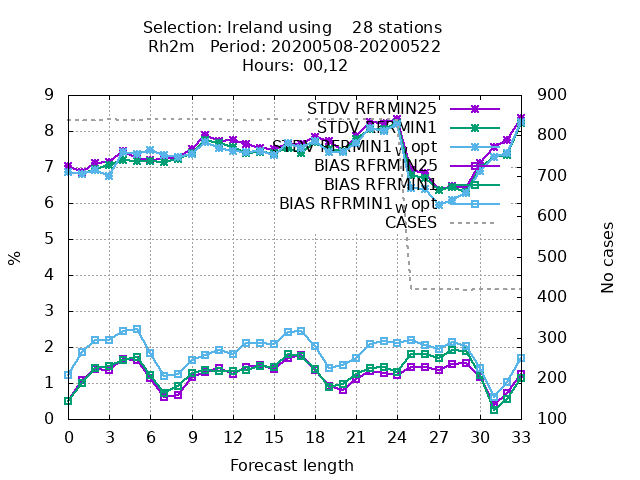 Selection: Ireland using 28 stations
Rh2m Period: 20200508-20200522
Hours: 00,12
STDV RFRMIN25
STDV RFRMIN1
STDV RFRMIN1_w_opt
BIAS RFRMIN25
BIAS RFRMIN1
BIAS RFRMIN1_w_opt
CASES
9 8 7 6 5 4 3 2 1 0
%
900 800 700 600 500 400 300 200 100
No cases
0 3 6 9 12 15 18 21 24 27 30 33
Forecast length